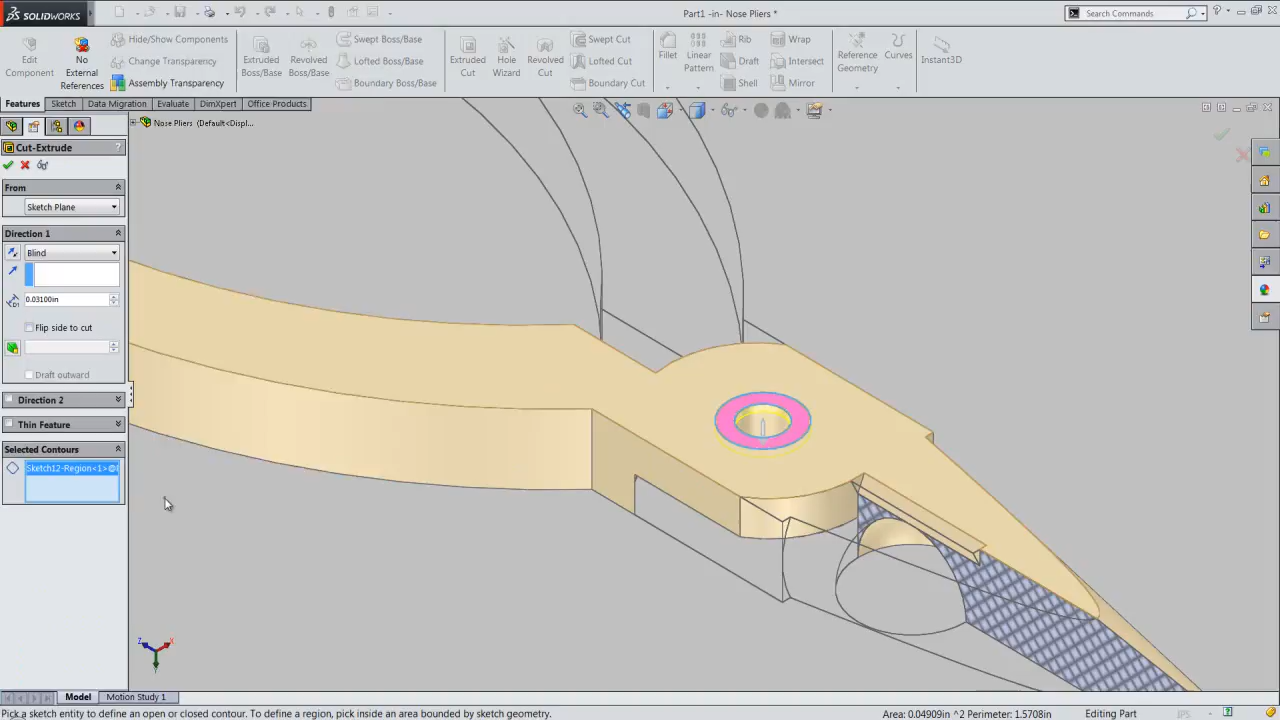 SOLIDWORKS
Part1 -in- Nose Pliers *
Search Commands
Edit Component
No External References
Hide/Show Components
Change Transparency
Assembly Transparency
Extruded Boss/Base
Revolved Boss/Base
Swept Boss/Base
Lofted Boss/Base
Boundary Boss/Base
Extruded Cut
Hole Wizard
Revolved Cut
Swept Cut
Lofted Cut
Boundary Cut
Fillet
Linear Pattern
Rib
Draft
Shell
Wrap
Intersect
Mirror
Reference Geometry
Curves
Instant3D
Features
Sketch
Data Migration
Evaluate
DimXpert
Office Products
Nose Pliers (Default<Displ...
Cut-Extrude
?
From
Sketch Plane
Direction 1
Blind
0.03100in
Flip side to cut
Draft outward
Direction 2
Thin Feature
Selected Contours
Sketch12-Region<1>@
Z
X
Y
Model
Motion Study 1
Pick a sketch entity to define an open or closed contour. To define a region, pick inside an area bounded by sketch geometry.
Area: 0.04909in ^2 Perimeter: 1.5708in
Editing Part
IPS